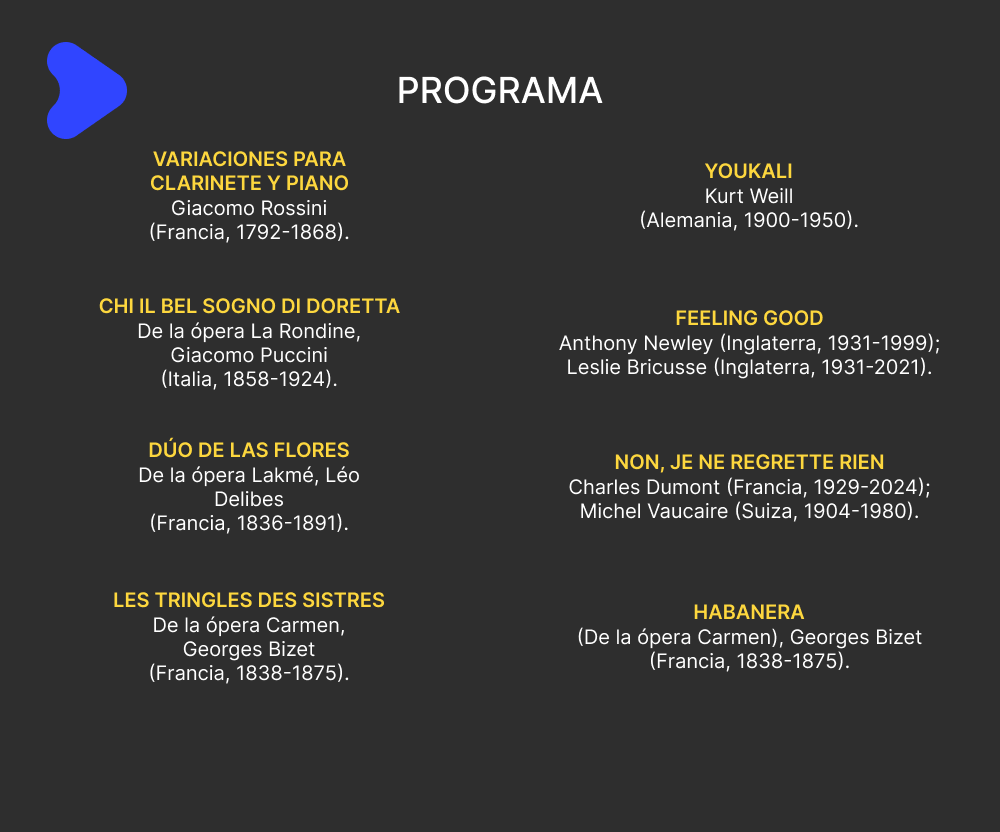 PROGRAMA
VARIACIONES PARA
CLARINETE Y PIANO
Giacomo Rossini
(Francia, 1792-1868).
CHI IL BEL SOGNO DI DORETTA
De la ópera La Rondine,
Giacomo Puccini
(Italia, 1858-1924).
DÚO DE LAS FLORES
De la ópera Lakmé, Léo
Delibes
(Francia, 1836-1891).
LES TRINGLES DES SISTRES
De la ópera Carmen,
Georges Bizet
(Francia, 1838-1875).
YOUKALI
Kurt Weill
(Alemania, 1900-1950).
FEELING GOOD
Anthony Newley (Inglaterra, 1931-1999);
Leslie Bricusse (Inglaterra, 1931-2021).
NON, JE NE REGRETTE RIEN
Charles Dumont (Francia, 1929-2024);
Michel Vaucaire (Suiza, 1904-1980).
HABANERA
(De la ópera Carmen), Georges Bizet
(Francia, 1838-1875).